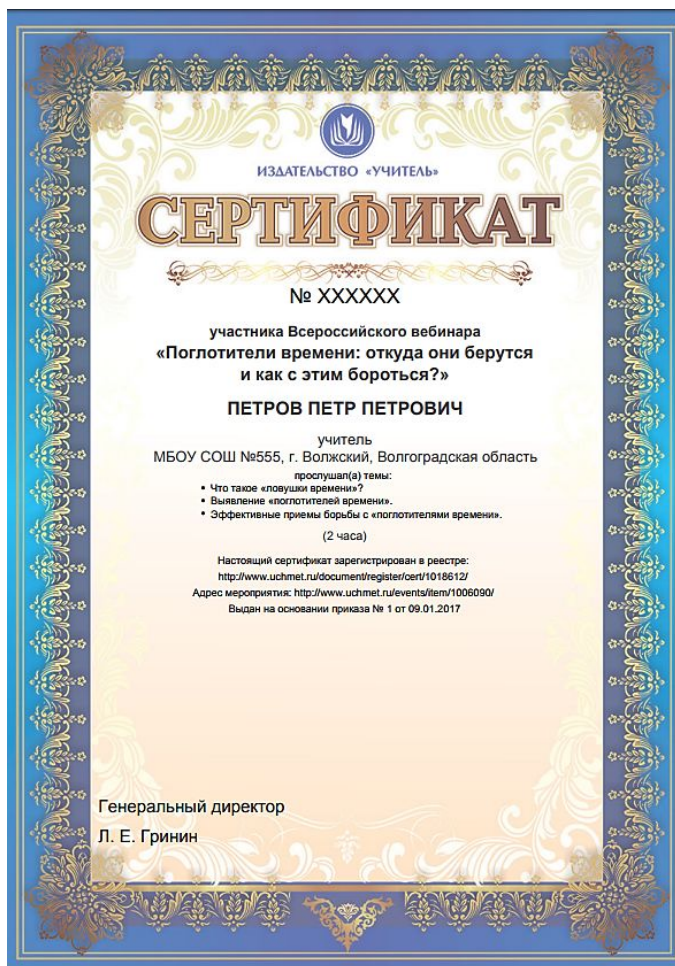 ИЗДАТЕЛЬСТВО «УЧИТЕЛЬ»
СЕРТИФИКАТ
№ XXXXXX
участника Всероссийского вебинара
«Поглотители времени: откуда они берутся
и как с этим бороться?»
ПЕТРОВ ПЕТР ПЕТРОВИЧ
учитель
МБОУ СОШ №555, г. Волжский, Волгоградская область
прослушал(а) темы:
• Что такое «ловушки времени»?
• Выявление «поглотителей времени».
• Эффективные приемы борьбы с «поглотителями времени».
(2 часа)
Настоящий сертификат зарегистрирован в реестре:
http://www.uchmet.ru/document/register/cert/1018612/
Адрес мероприятия: http://www.uchmet.ru/events/item/1006090/
Выдан на основании приказа № 1 от 09.01.2017
Генеральный директор
Л. Е. Гринин